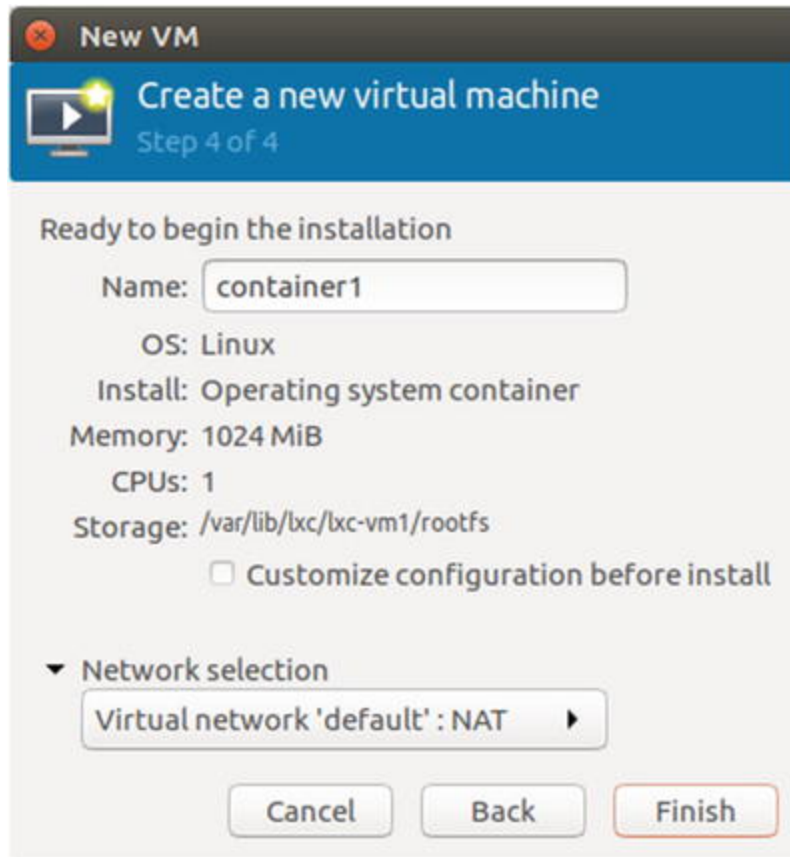 New VM
Create a new virtual machine
Step 4 of 4
Ready to begin the installation
Name: container1
OS: Linux
Install: Operating system container
Memory: 1024 MiB
CPUs: 1
Storage: /var/lib/lxc/lxc-vm1/rootfs
Customize configuration before install
Network selection
Virtual network 'default' : NAT
Cancel Back Finish